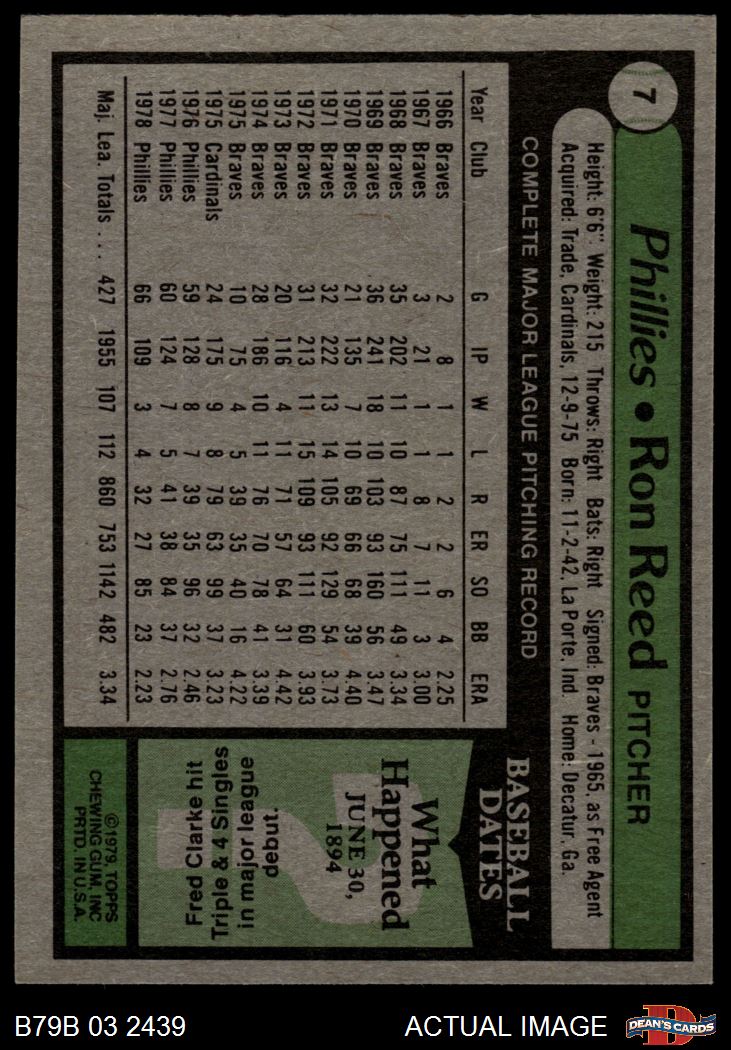 7
Phillies • Ron Reed PITCHER
Height: 6'6". Weight: 215 Throws: Right Bats: Right Signed: Braves - 1965, as Free Agent
Acquired: Trade, Cardinals, 12-9-75 Born: 11-2-42, La Porte, Ind. Home: Decatur, Ga.
COMPLETE MAJOR LEAGUE PITCHING RECORD
Year Club G IP W L R ER SO BB ERA
1966 Braves 2 8 1 1 2 2 6 4 2.25
1967 Braves 3 21 1 1 8 7 11 3 3.00
1968 Braves 35 202 11 10 87 75 111 49 3.34
1969 Braves 36 241 18 10 103 93 160 56 3.47
1970 Braves 21 135 7 10 69 66 68 39 4.40
1971 Braves 32 222 13 14 105 92 129 54 3.73
1972 Braves 31 213 11 15 109 93 111 60 3.93
1973 Braves 20 116 4 11 71 57 64 31 4.42
1974 Braves 28 186 10 11 76 70 78 41 3.39
1975 Braves 10 75 4 5 39 35 40 16 4.22
1975 Cardinals 24 175 9 8 79 63 99 37 3.23
1976 Phillies 59 128 8 7 39 35 96 32 2.46
1977 Phillies 60 124 7 5 41 38 84 37 2.76
1978 Phillies 66 109 3 4 32 27 85 23 2.23
Maj. Lea. Totals . . . 427 1955 107 112 860 753 1142 482 3.34
BASEBALL
DATES
What
Happened
JUNE 30,
1894
Fred Clarke hit
Triple & 4 Singles
in major league
debut.
©1979, TOPPS
CHEWING GUM, INC
PRTD. IN U.S.A.
B79B 03 2439
ACTUAL IMAGE
D
DEAN'S CARDS